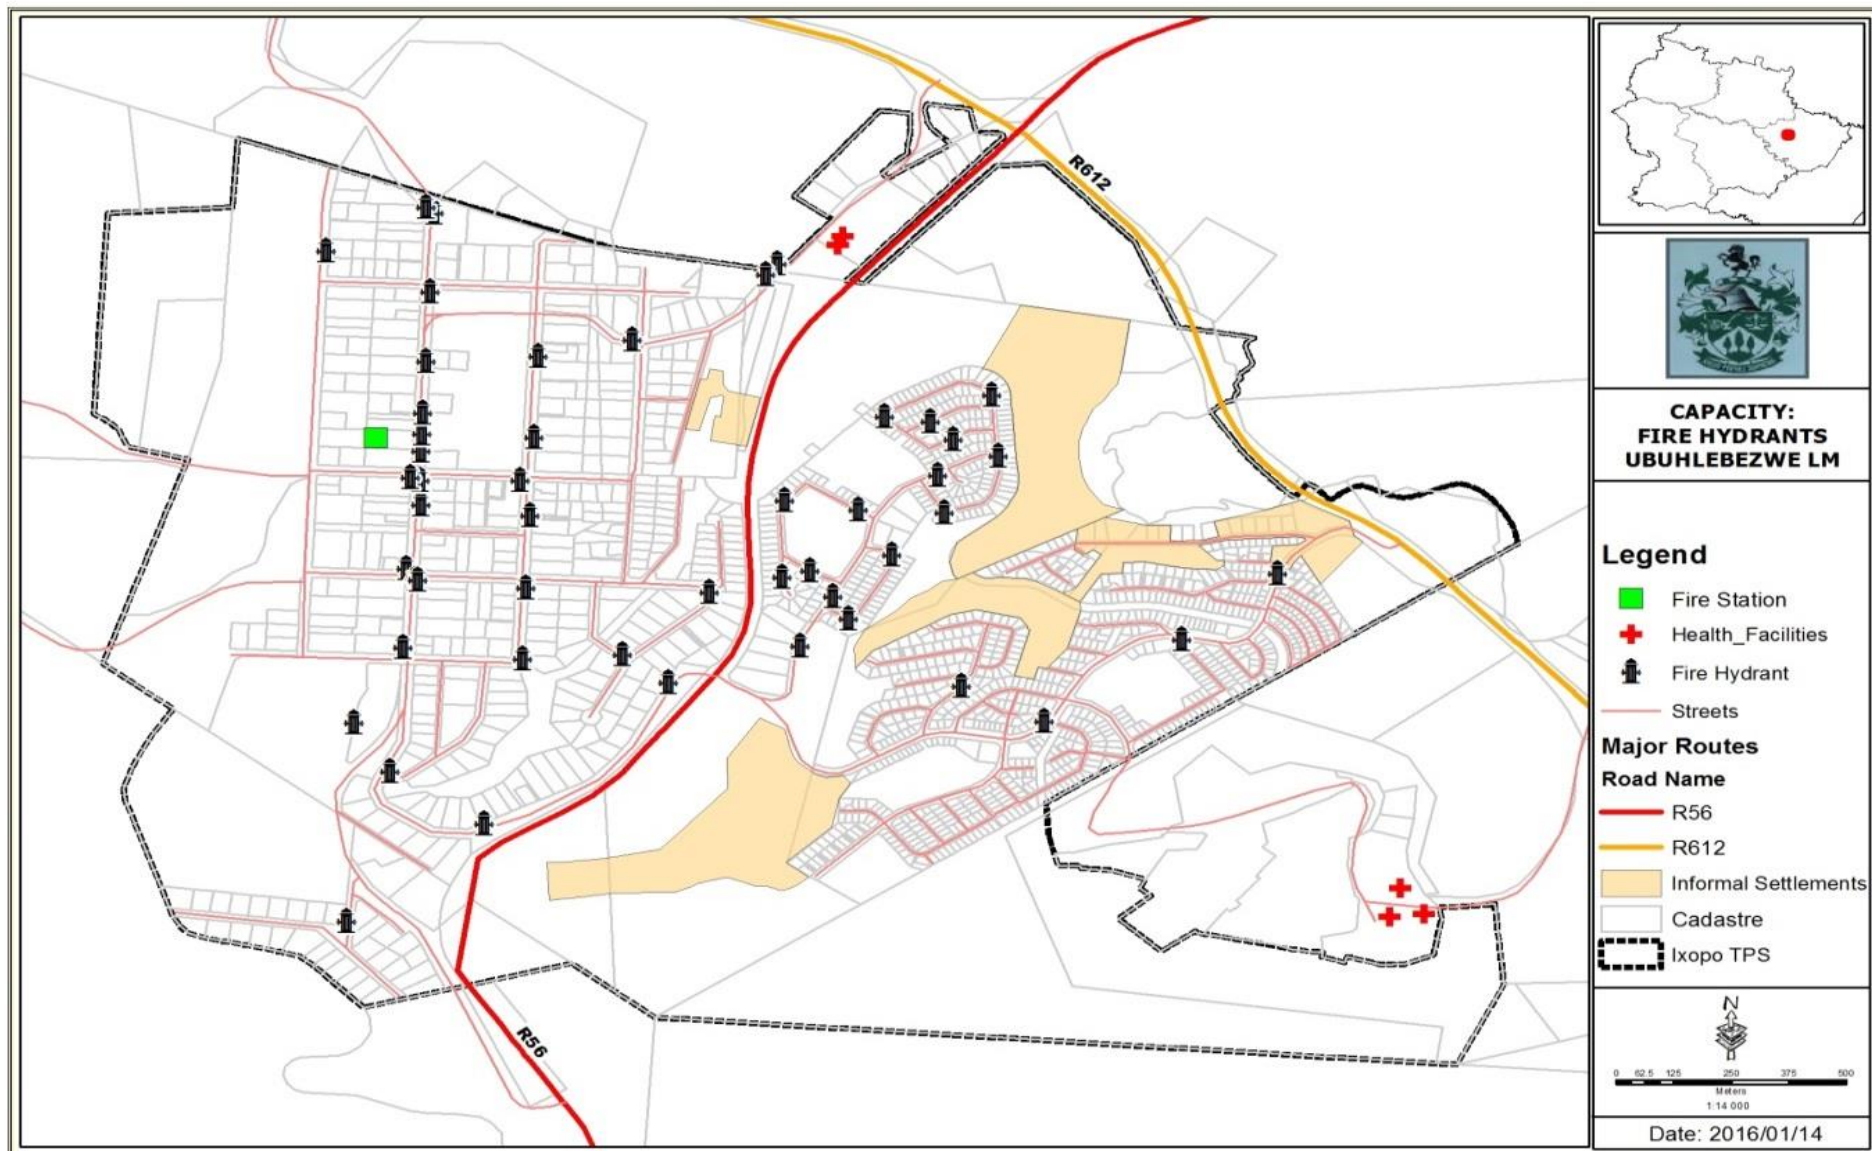 R612
R56
CAPACITY:
FIRE HYDRANTS
UBUHLEBEZWE LM
Legend
Fire Station
Health_Facilities
Fire Hydrant
Streets
Major Routes
Road Name
R56
R612
Informal Settlements
Cadastre
Ixopo TPS
N
0 62.5 125 250 375 500
Meters
1:14 000
Date: 2016/01/14